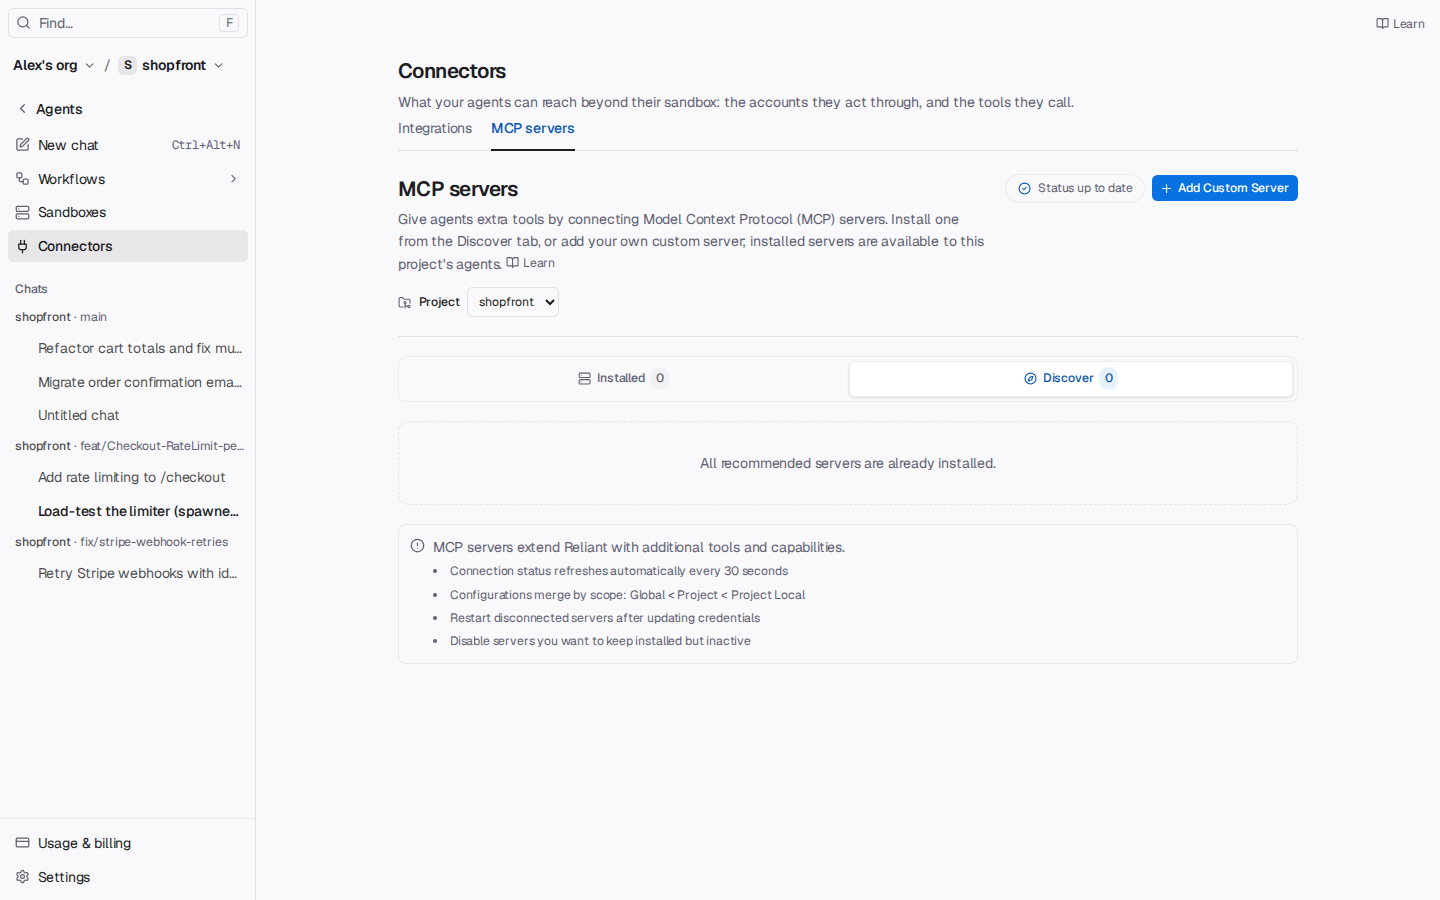 Find...
F
Learn
Alex's org / S shopfront
Agents
New chat Ctrl+Alt+N
Workflows
Sandboxes
Connectors
Chats
shopfront · main
Refactor cart totals and fix mu...
Migrate order confirmation ema...
Untitled chat
shopfront · feat/Checkout-RateLimit-pe...
Add rate limiting to /checkout
Load-test the limiter (spawne...
shopfront · fix/stripe-webhook-retries
Retry Stripe webhooks with id...
Usage & billing
Settings
Connectors
What your agents can reach beyond their sandbox: the accounts they act through, and the tools they call.
Integrations MCP servers
MCP servers
Status up to date
Add Custom Server
Give agents extra tools by connecting Model Context Protocol (MCP) servers. Install one
from the Discover tab, or add your own custom server; installed servers are available to this
project's agents. Learn
Project shopfront
Installed 0
Discover 0
All recommended servers are already installed.
MCP servers extend Reliant with additional tools and capabilities.
• Connection status refreshes automatically every 30 seconds
• Configurations merge by scope: Global < Project < Project Local
• Restart disconnected servers after updating credentials
• Disable servers you want to keep installed but inactive